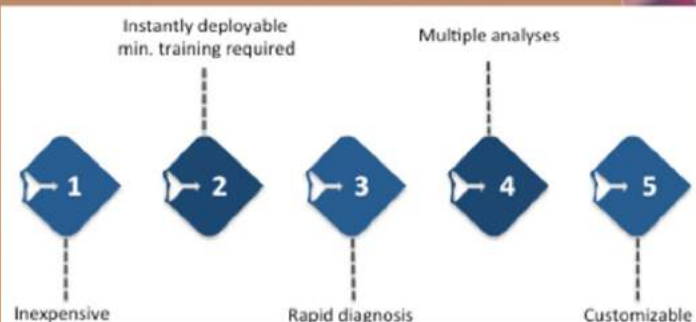 Instantly deployable
min. training required
Multiple analyses
1
2
3
4
5
Inexpensive
Rapid diagnosis
Customizable